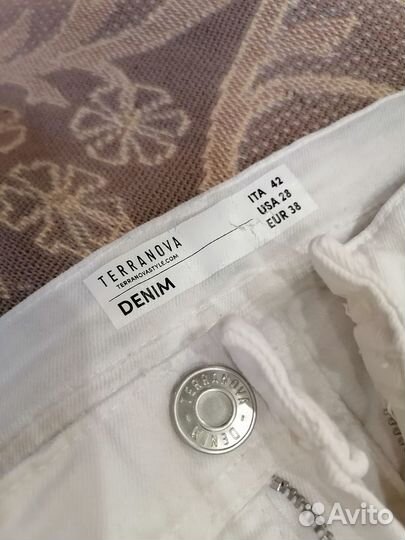 TERRANOVA
TERRANOVASTYLE.COM
DENIM
ITA 42
USA 28
EUR 38
TERRANOVA
DENIM
Avito